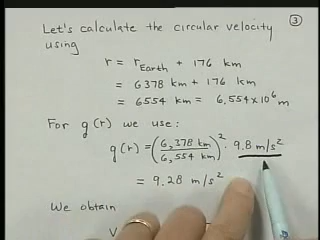 ③
Let's calculate the circular velocity
using
r = rEarth + 176 km
= 6378 km + 176 km
= 6554 km = 6.554 x 10⁶ m
For g(r) we use:
g(r) = (6,378 km / 6,554 km)² · 9.8 m/s²
= 9.28 m/s²
We obtain
V